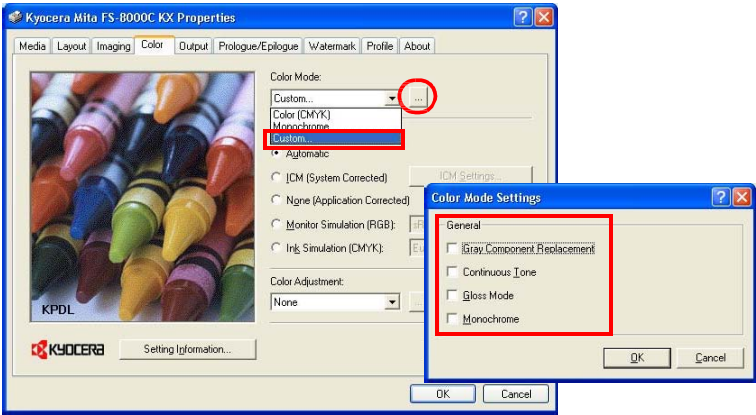 Kyocera Mita FS-8000C KX Properties
Media Layout Imaging Color Output Prologue/Epilogue Watermark Profile About
Color Mode:
Custom...
...
Color (CMYK)
Monochrome
Custom...
Automatic
ICM (System Corrected)
ICM Settings...
None (Application Corrected)
Monitor Simulation (RGB):
Ink Simulation (CMYK):
Color Adjustment:
None
KPDL
KYOCERA
Setting Information...
OK Cancel
Color Mode Settings
General
Gray Component Replacement
Continuous Tone
Gloss Mode
Monochrome
OK Cancel